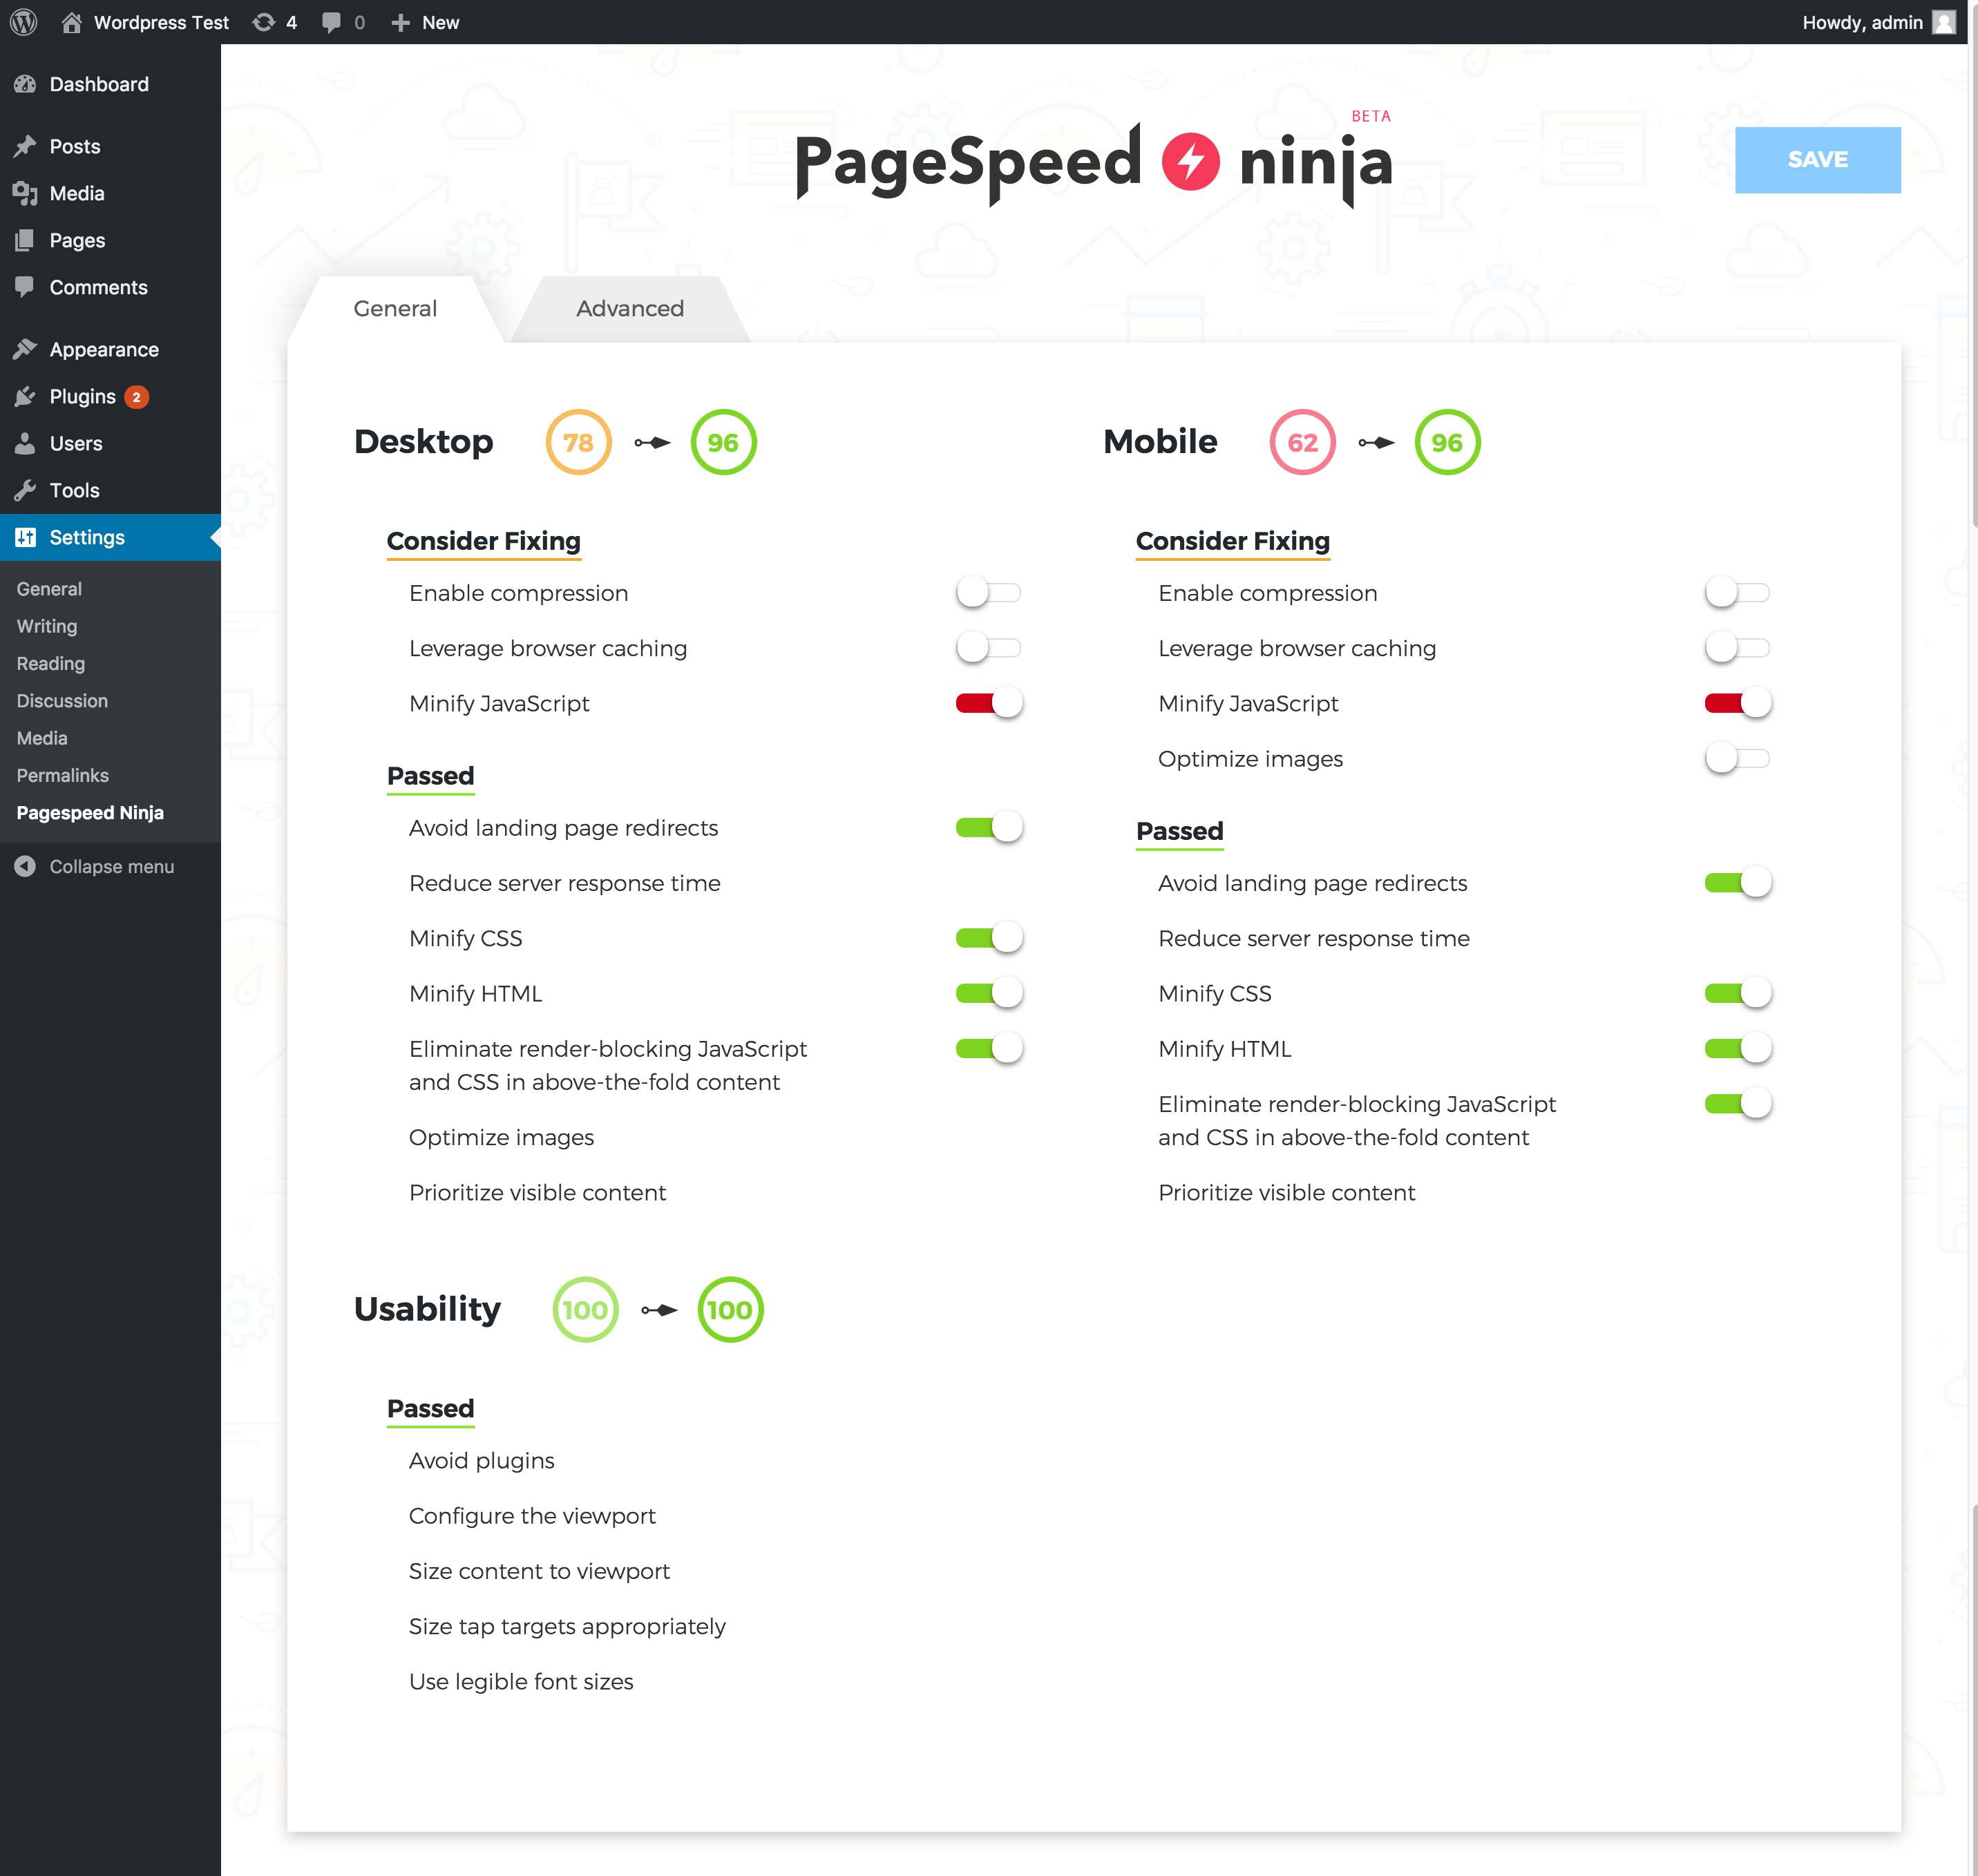 Wordpress Test 4 0 New Howdy, admin
Dashboard
Posts
Media
Pages
Comments
Appearance
Plugins 2
Users
Tools
Settings
General
Writing
Reading
Discussion
Media
Permalinks
Pagespeed Ninja
Collapse menu
BETA
PageSpeed ninja
SAVE
General Advanced
Desktop 78 96
Consider Fixing
Enable compression
Leverage browser caching
Minify JavaScript
Passed
Avoid landing page redirects
Reduce server response time
Minify CSS
Minify HTML
Eliminate render-blocking JavaScript
and CSS in above-the-fold content
Optimize images
Prioritize visible content
Mobile 62 96
Consider Fixing
Enable compression
Leverage browser caching
Minify JavaScript
Optimize images
Passed
Avoid landing page redirects
Reduce server response time
Minify CSS
Minify HTML
Eliminate render-blocking JavaScript
and CSS in above-the-fold content
Prioritize visible content
Usability 100 100
Passed
Avoid plugins
Configure the viewport
Size content to viewport
Size tap targets appropriately
Use legible font sizes